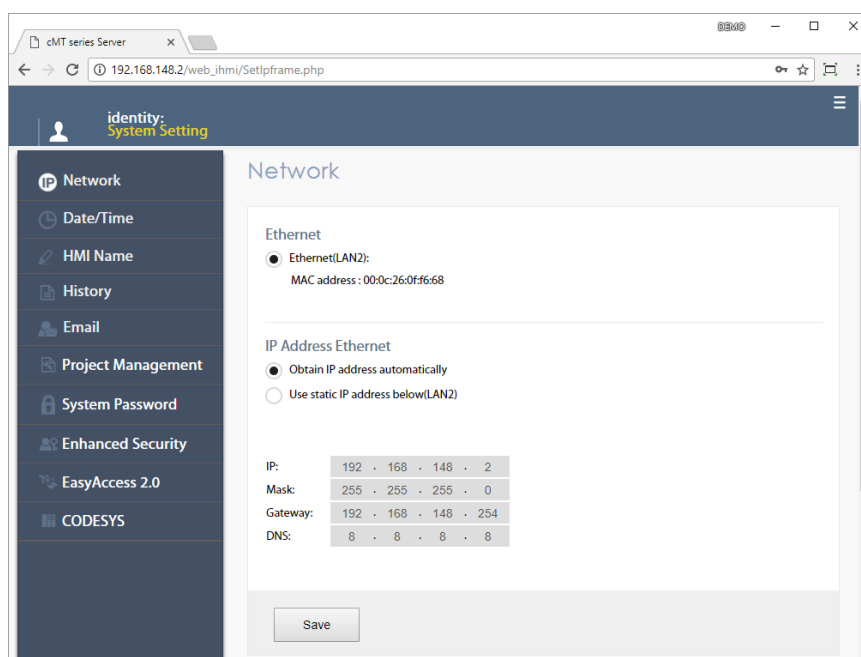 DEMO
cMT series Server
192.168.148.2/web_ihmi/SetIpframe.php
identity:
System Setting
Network
Date/Time
HMI Name
History
Email
Project Management
System Password
Enhanced Security
EasyAccess 2.0
CODESYS
Network
Ethernet
Ethernet(LAN2):
MAC address : 00:0c:26:0f:f6:68
IP Address Ethernet
Obtain IP address automatically
Use static IP address below(LAN2)
IP: 192 . 168 . 148 . 2
Mask: 255 . 255 . 255 . 0
Gateway: 192 . 168 . 148 . 254
DNS: 8 . 8 . 8 . 8
Save